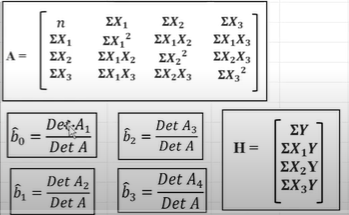 A = [ n ΣX₁ ΣX₂ ΣX₃
ΣX₁ ΣX₁² ΣX₁X₂ ΣX₁X₃
ΣX₂ ΣX₁X₂ ΣX₂² ΣX₂X₃
ΣX₃ ΣX₁X₃ ΣX₂X₃ ΣX₃² ]
b̂₀ = Det A₁ / Det A
b̂₂ = Det A₃ / Det A
b̂₁ = Det A₂ / Det A
b̂₃ = Det A₄ / Det A
H = [ ΣY
ΣX₁Y
ΣX₂Y
ΣX₃Y ]